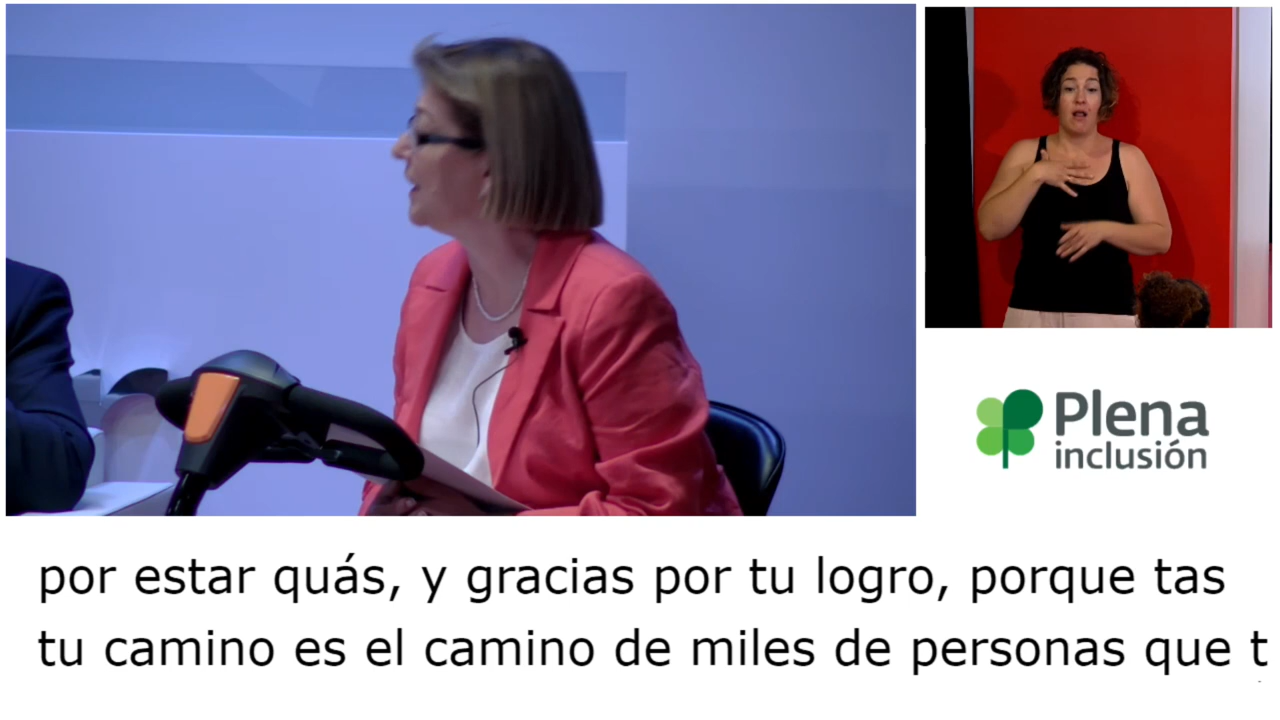 Plena
inclusión
por estar quás, y gracias por tu logro, porque tas
tu camino es el camino de miles de personas que t